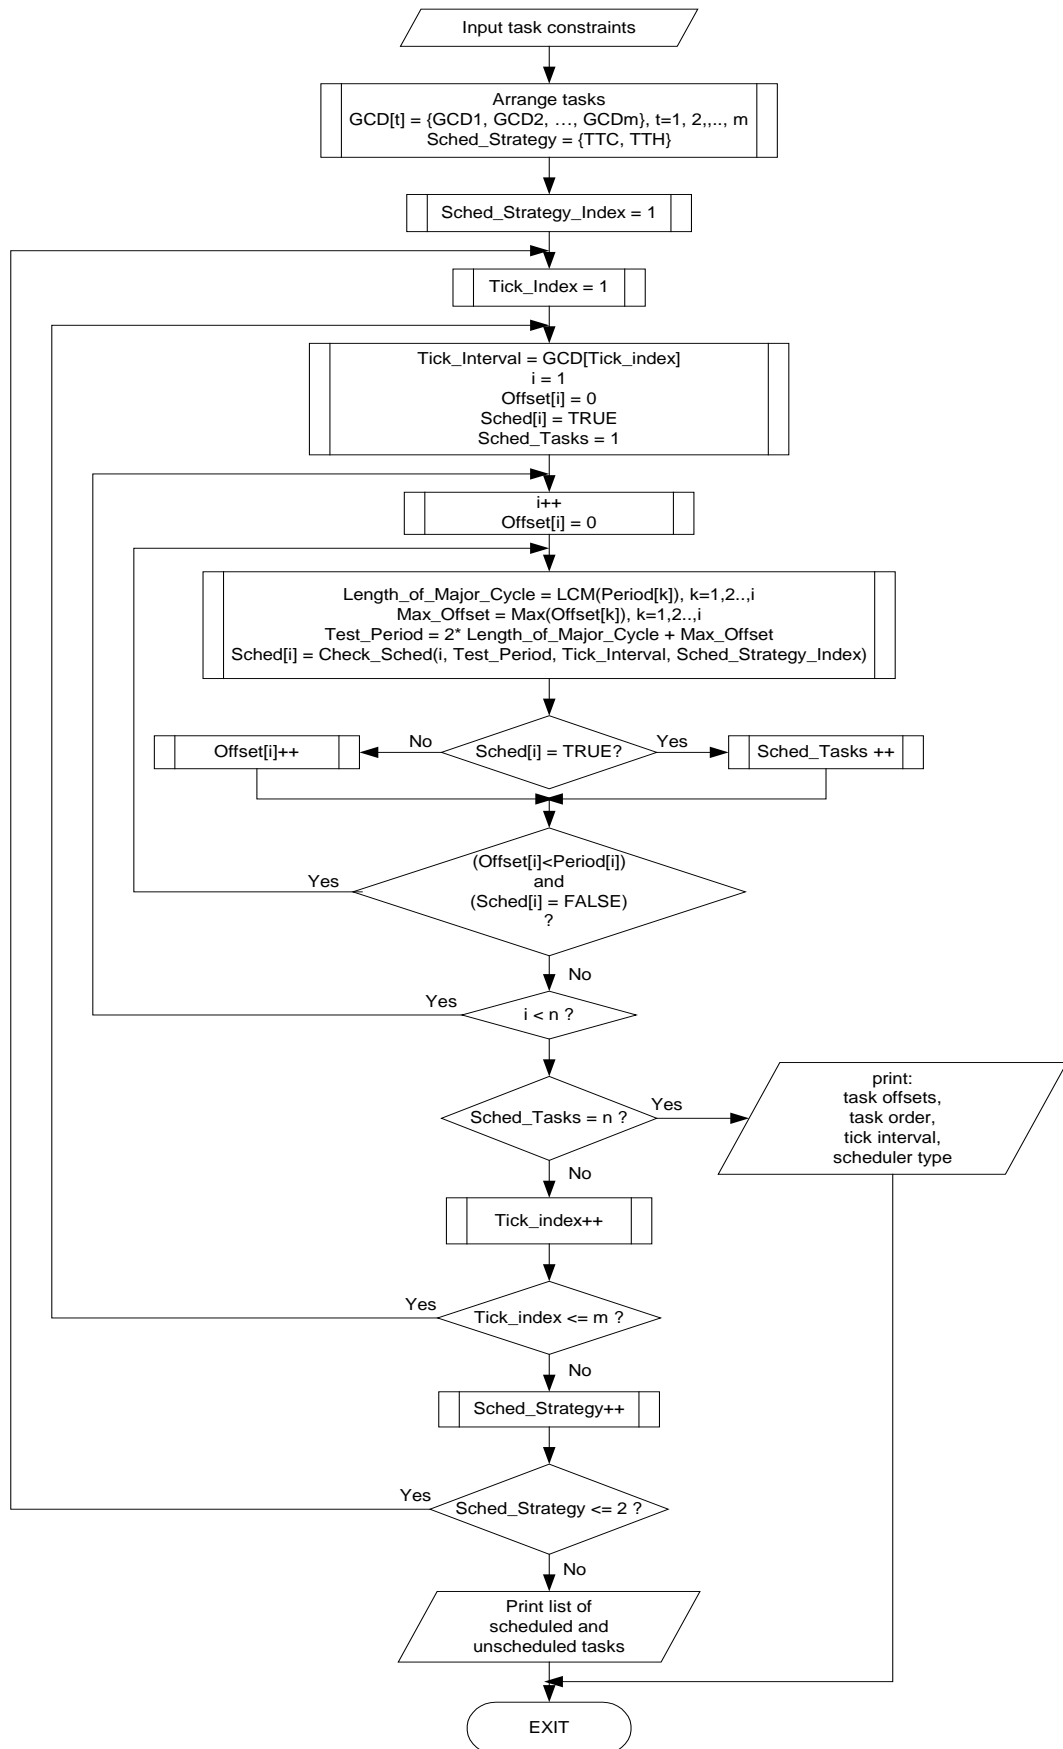 Input task constraints
Arrange tasks
GCD[t] = {GCD1, GCD2, …, GCDm}, t=1, 2,,.., m
Sched_Strategy = {TTC, TTH}
Sched_Strategy_Index = 1
Tick_Index = 1
Tick_Interval = GCD[Tick_index]
i = 1
Offset[i] = 0
Sched[i] = TRUE
Sched_Tasks = 1
i++
Offset[i] = 0
Length_of_Major_Cycle = LCM(Period[k]), k=1,2..,i
Max_Offset = Max(Offset[k]), k=1,2..,i
Test_Period = 2* Length_of_Major_Cycle + Max_Offset
Sched[i] = Check_Sched(i, Test_Period, Tick_Interval, Sched_Strategy_Index)
No
Yes
Offset[i]++
Sched[i] = TRUE?
Sched_Tasks ++
(Offset[i]<Period[i])
and
(Sched[i] = FALSE)
?
Yes
No
Yes
i < n ?
Sched_Tasks = n ?
Yes
print:
task offsets,
task order,
tick interval,
scheduler type
No
Tick_index++
Yes
Tick_index <= m ?
No
Sched_Strategy++
Yes
Sched_Strategy <= 2 ?
No
Print list of
scheduled and
unscheduled tasks
EXIT